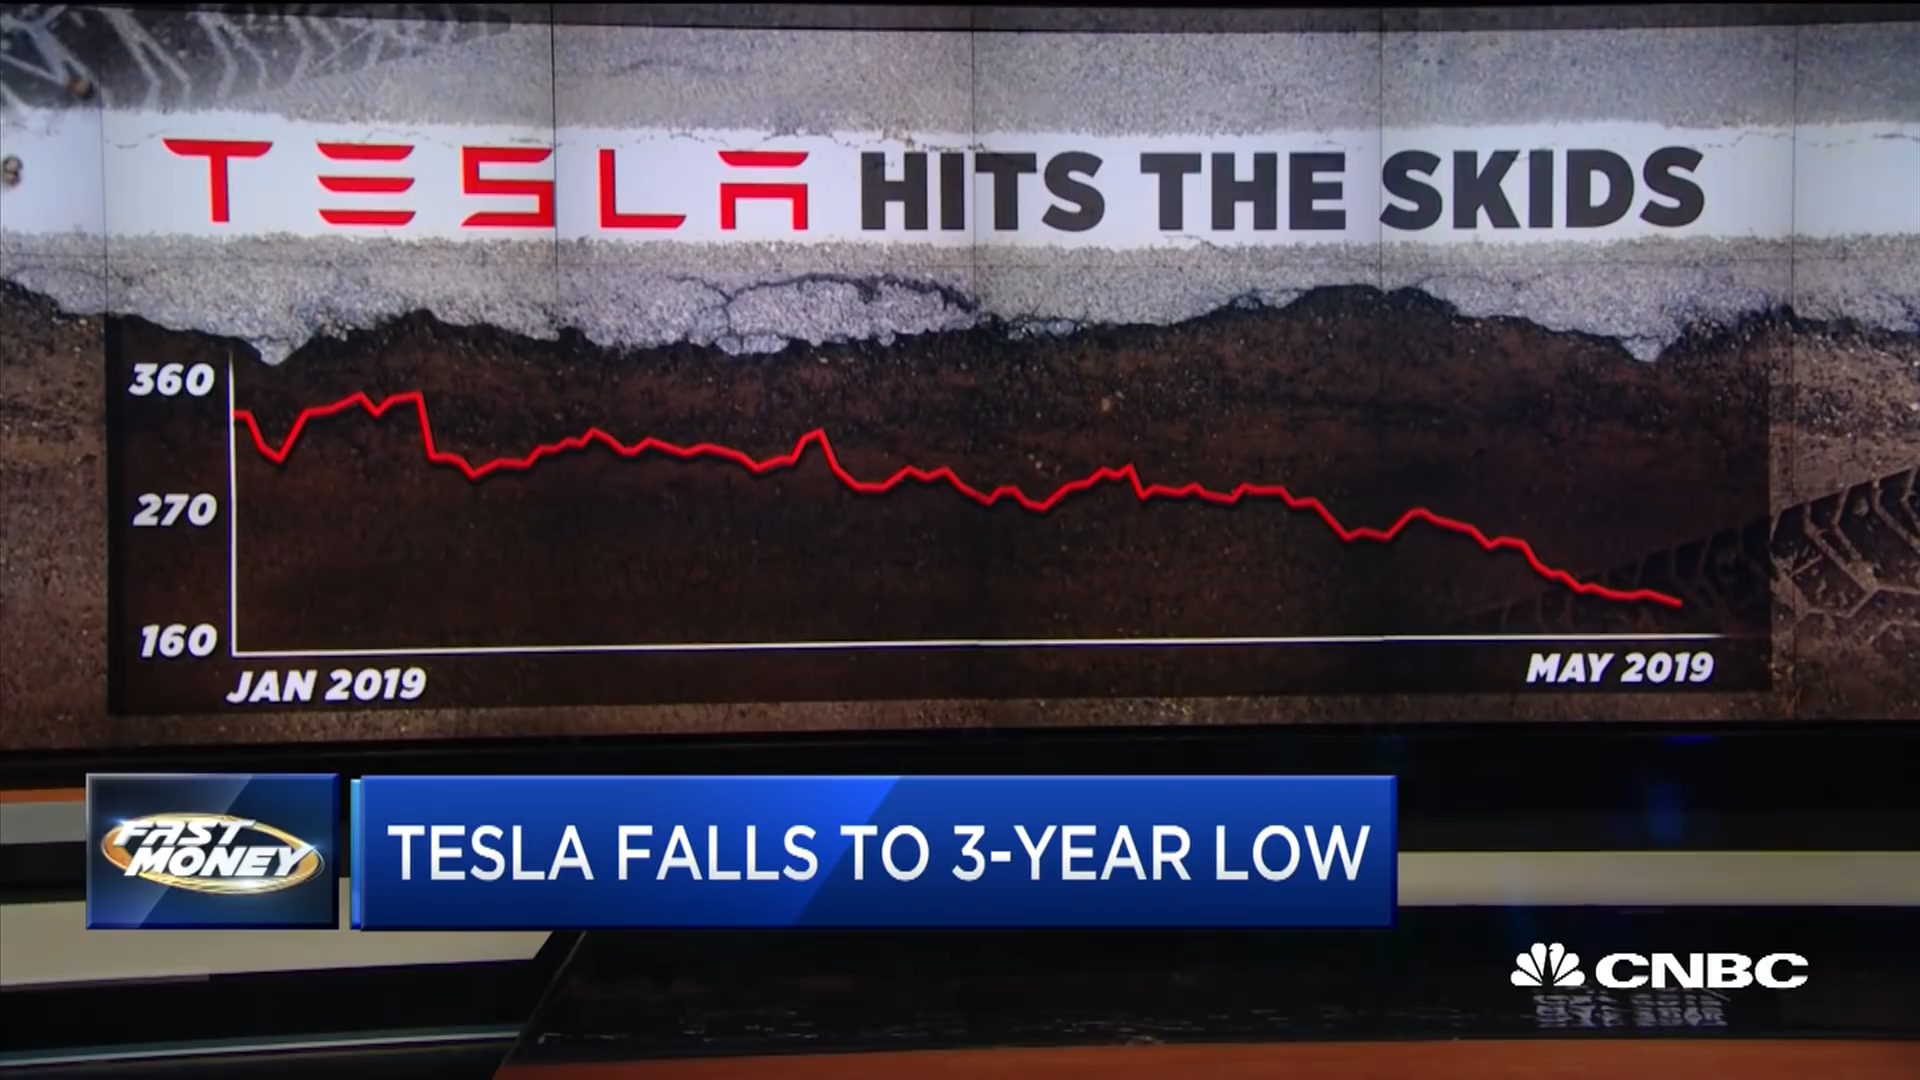 TESLA HITS THE SKIDS
360
270
160
JAN 2019
MAY 2019
FAST
MONEY
TESLA FALLS TO 3-YEAR LOW
CNBC